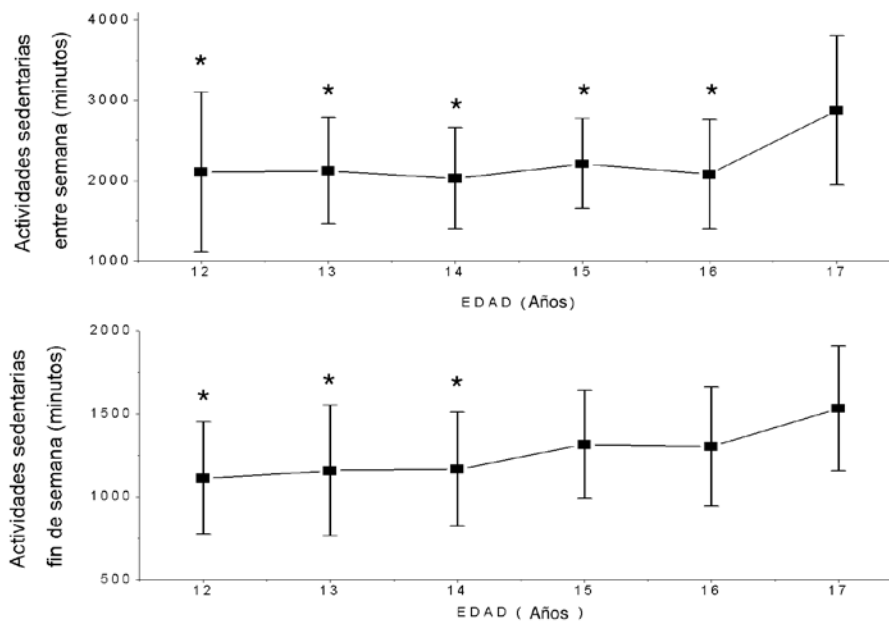 Actividades sedentarias
entre semana (minutos)
4000
*
*
*
*
*
3000
2000
1000
12 13 14 15 16 17
EDAD (Años)
Actividades sedentarias
fin de semana (minutos)
2000
*
*
*
1500
1000
500
12 13 14 15 16 17
EDAD ( Años )